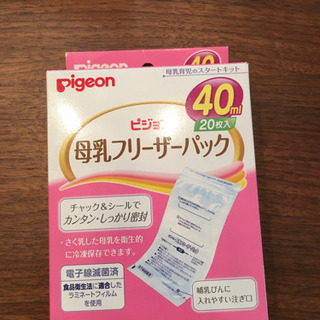 母乳育児のスタートキット
Pigeon
40ml
20枚入
ピジョン
母乳フリーザーパック
チャック&シールで
カンタン・しっかり密封
・さく乳した母乳を衛生的
に冷凍保存できます。
電子線滅菌済
食品衛生法に適合した
ラミネートフィルム
を使用
哺乳びんに
入れやすい注ぎ口